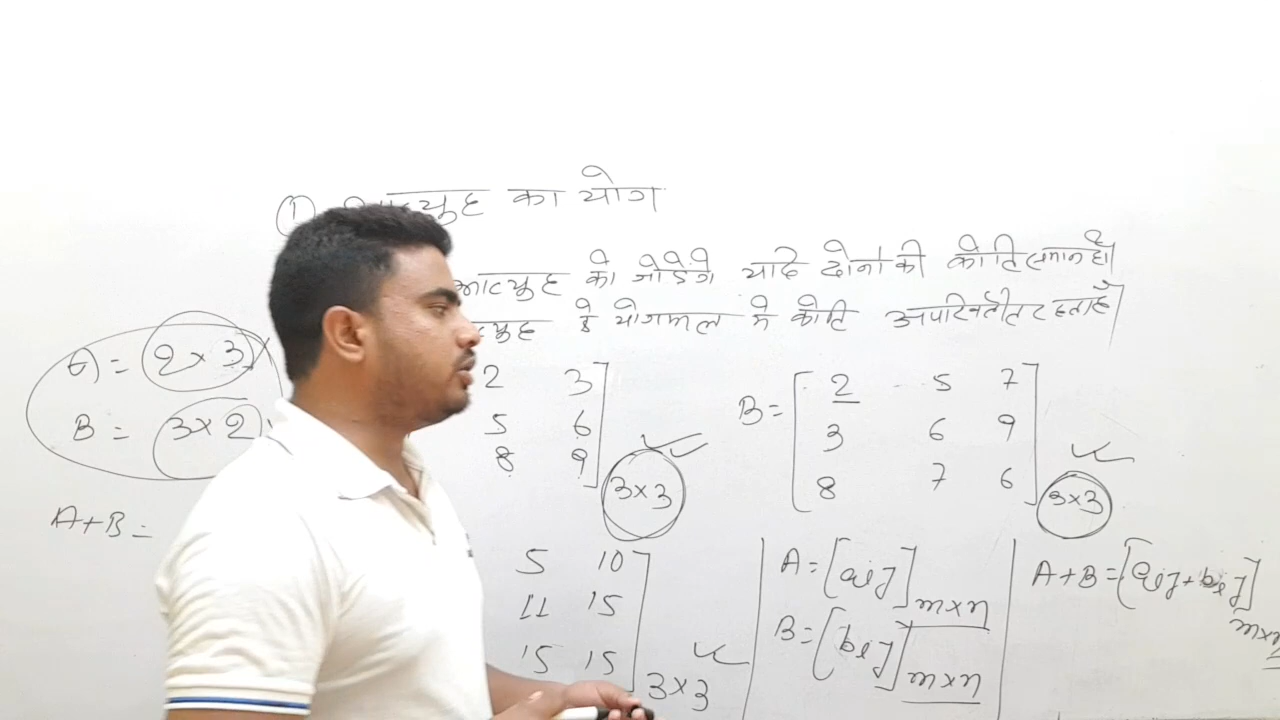 ① आव्यूह का योग
आव्यूह को जोड़ेंगे यदि दोनों की कोटि समान हो।
के योगफल में कोटि अपरिवर्तीत रहता है
A = 2×3
B = 3×2
A+B =
2 3
5 6
8 9
3×3
B = [ 2 5 7
3 6 9
8 7 6 ]
3×3
5 10
11 15
15 15 ]
3×3
A = [aij] m×n
B = [bij] m×n
A+B = [aij + bij] m×n